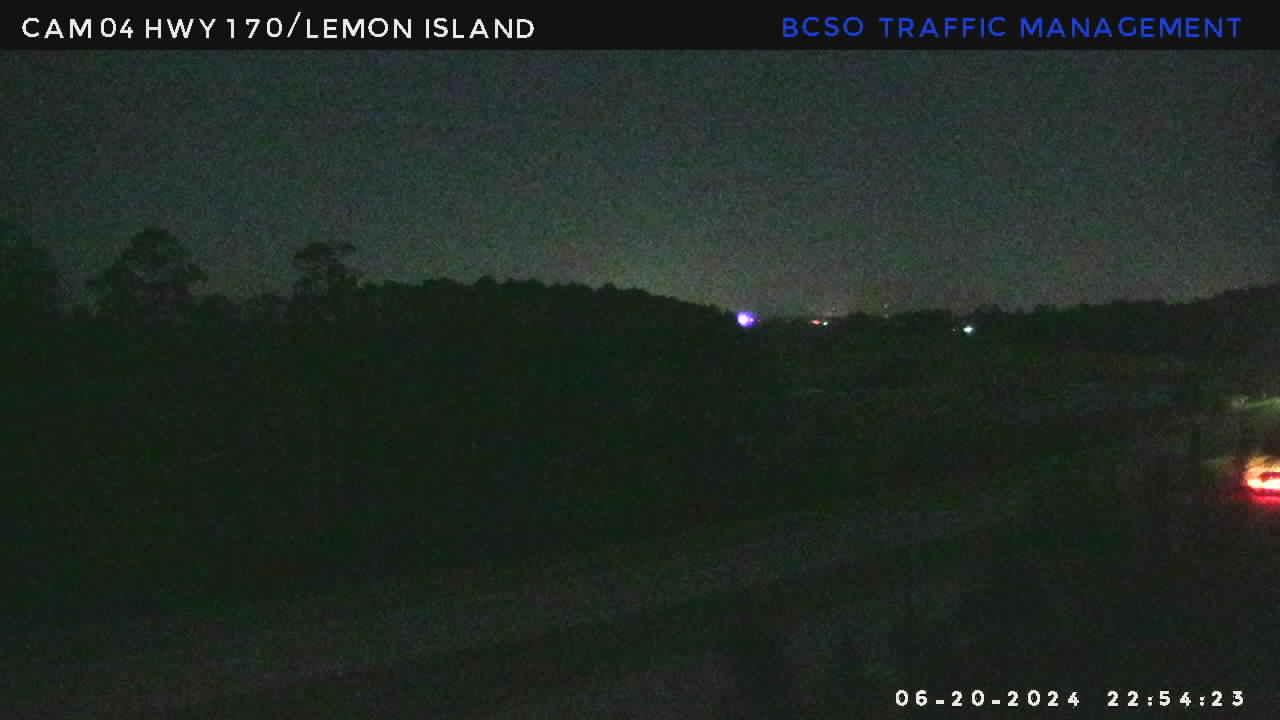 CAM04 HWY 170/LEMON ISLAND
BCSO TRAFFIC MANAGEMENT
06-20-2024 22:54:23